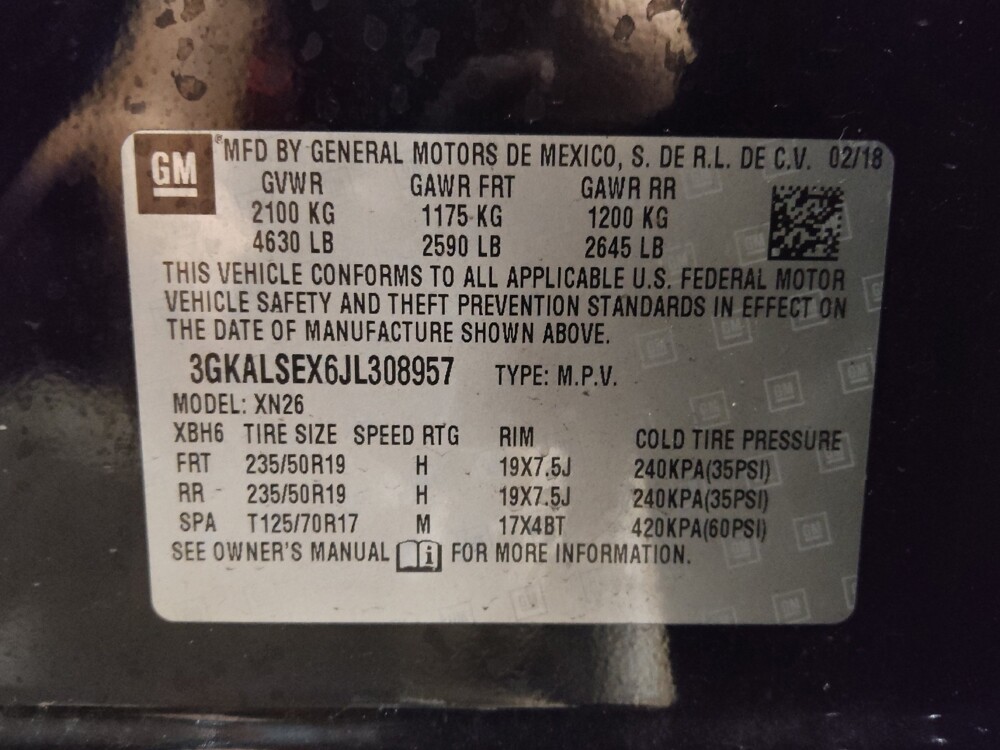 GM
MFD BY GENERAL MOTORS DE MEXICO, S. DE R.L. DE C.V. 02/18
GVWR GAWR FRT GAWR RR
2100 KG 1175 KG 1200 KG
4630 LB 2590 LB 2645 LB
THIS VEHICLE CONFORMS TO ALL APPLICABLE U.S. FEDERAL MOTOR
VEHICLE SAFETY AND THEFT PREVENTION STANDARDS IN EFFECT ON
THE DATE OF MANUFACTURE SHOWN ABOVE.
3GKALSEX6JL308957 TYPE: M.P.V.
MODEL: XN26
XBH6 TIRE SIZE SPEED RTG RIM COLD TIRE PRESSURE
FRT 235/50R19 H 19X7.5J 240KPA(35PSI)
RR 235/50R19 H 19X7.5J 240KPA(35PSI)
SPA T125/70R17 M 17X4BT 420KPA(60PSI)
SEE OWNER'S MANUAL i FOR MORE INFORMATION.